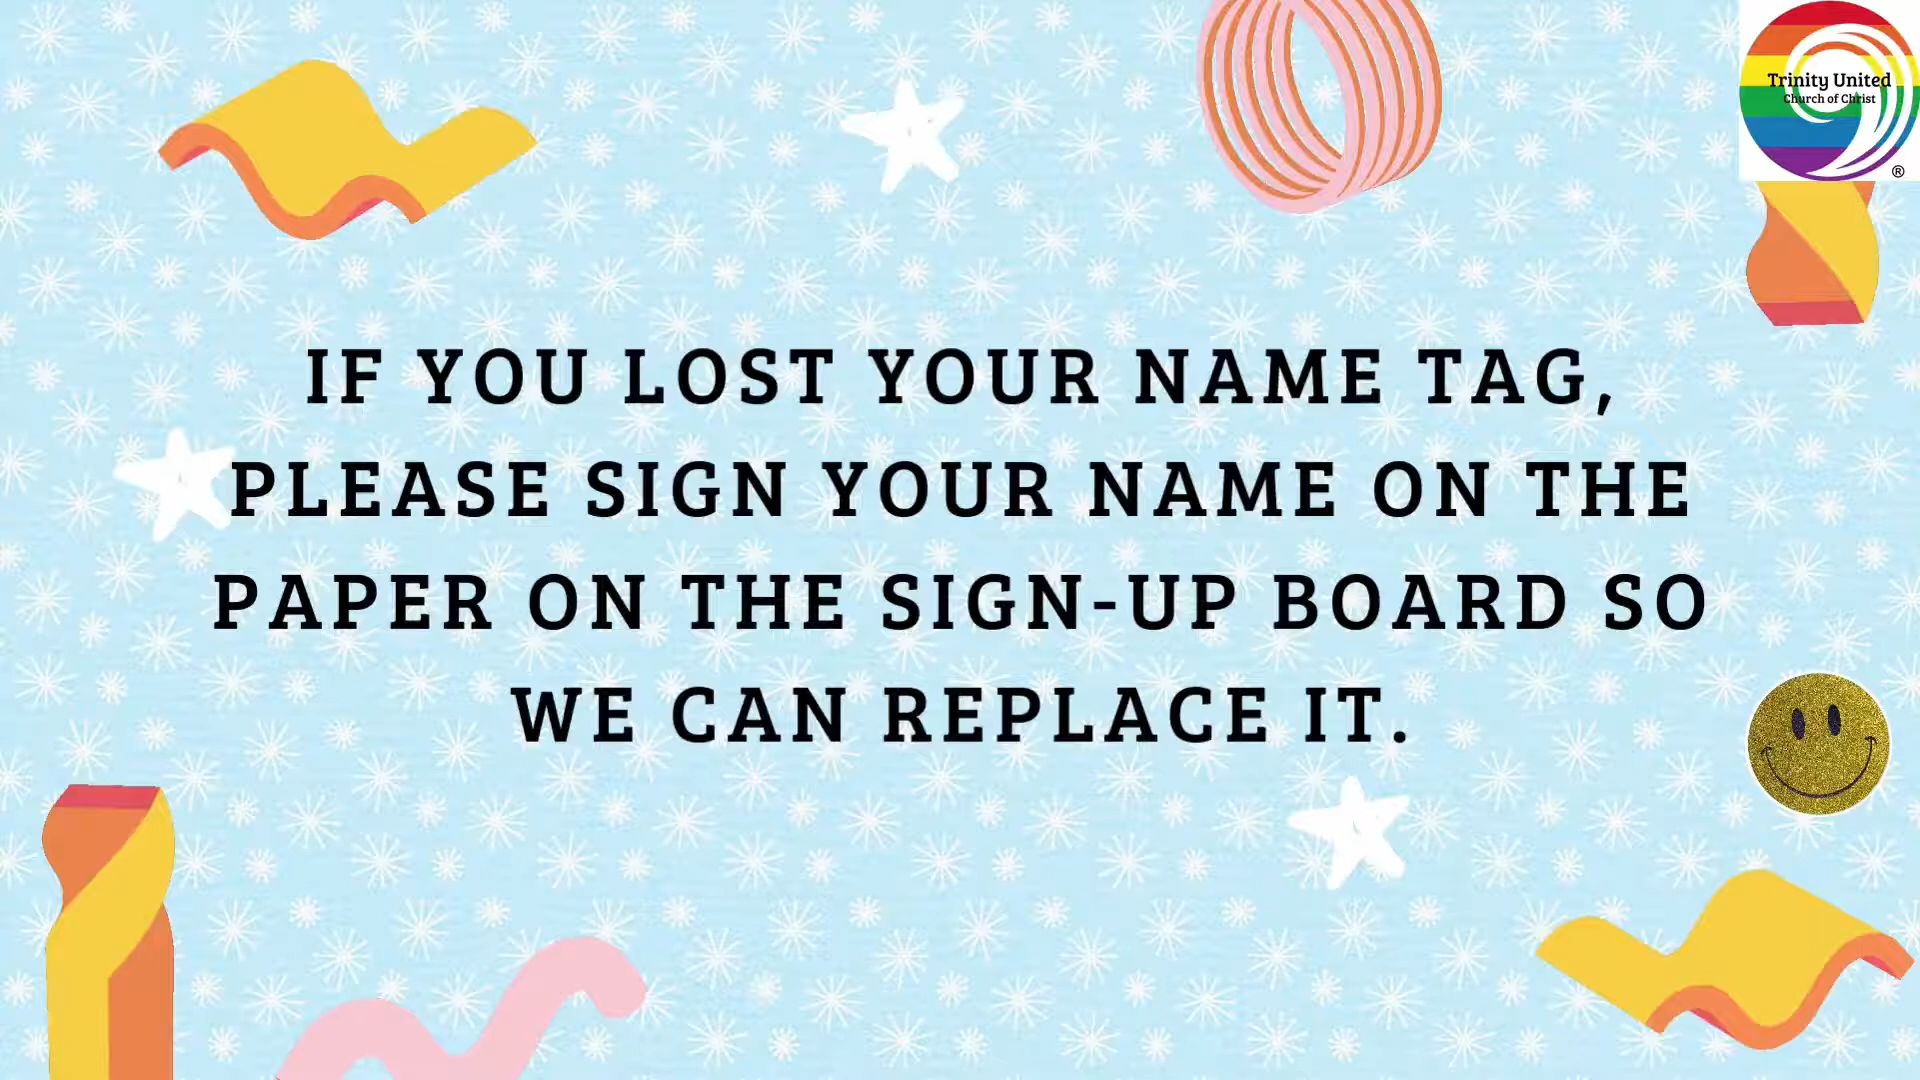 Trinity United
Church of Christ
®
IF YOU LOST YOUR NAME TAG,
PLEASE SIGN YOUR NAME ON THE
PAPER ON THE SIGN-UP BOARD SO
WE CAN REPLACE IT.